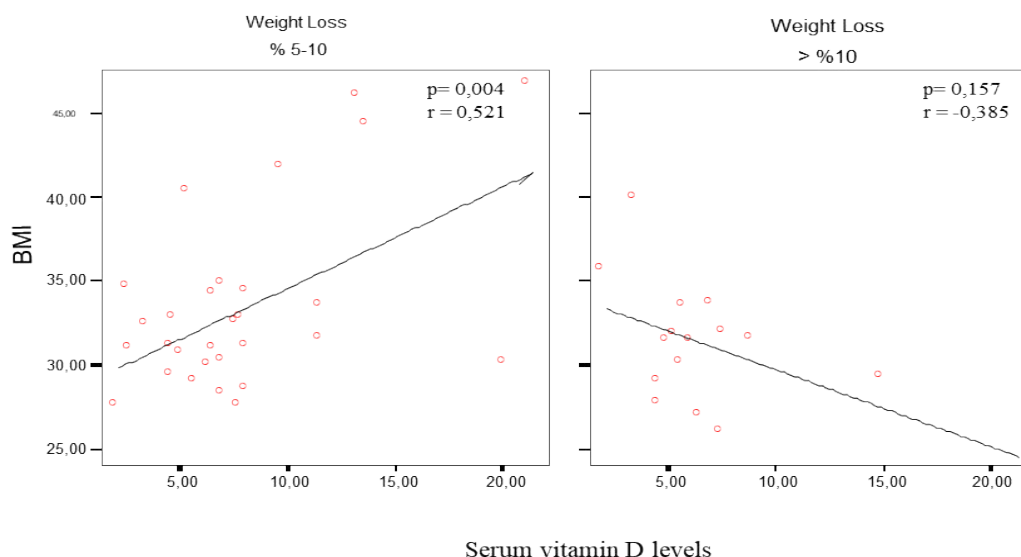 Weight Loss
% 5-10
p= 0,004
r = 0,521
BMI
45,00
40,00
35,00
30,00
25,00
5,00
10,00
15,00
20,00
Weight Loss
> %10
p= 0,157
r = -0,385
5,00
10,00
15,00
20,00
Serum vitamin D levels